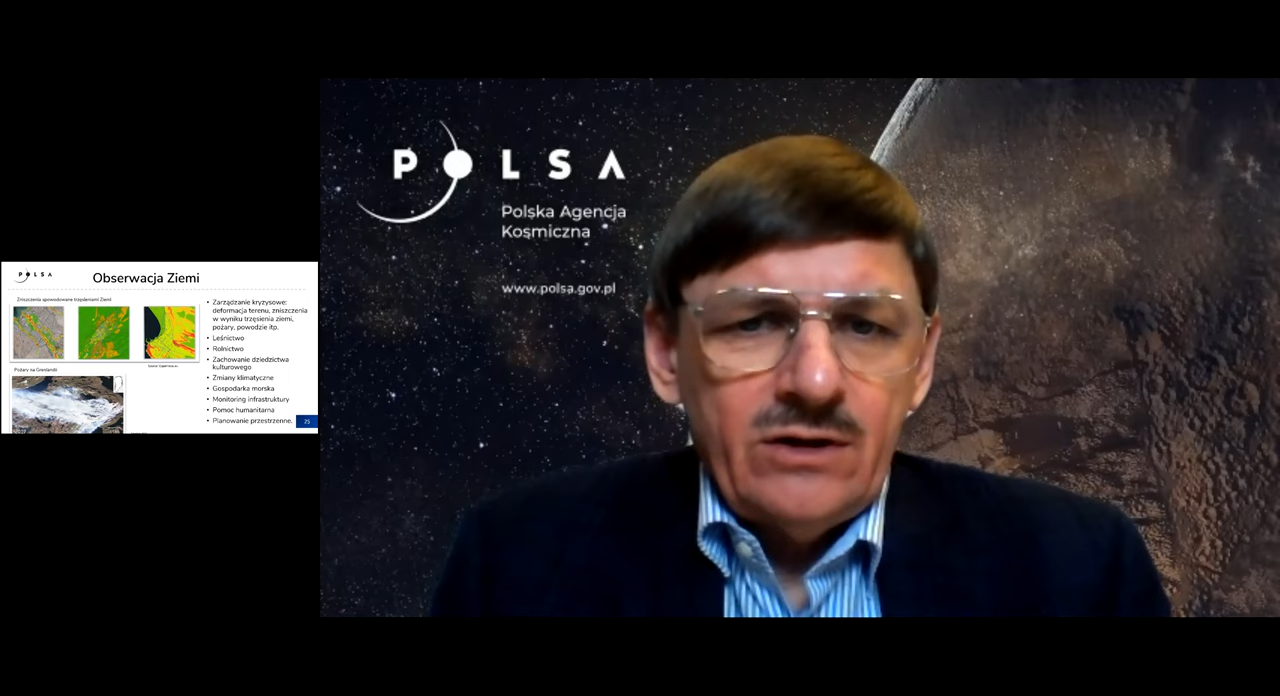 POLSA
Obserwacja Ziemi
Zniszczenia spowodowane trzęsieniami Ziemi
• Zarządzanie kryzysowe:
deformacja terenu, zniszczenia
w wyniku trzęsienia ziemi,
pożary, powodzie itp.
• Leśnictwo
• Rolnictwo
• Zachowanie dziedzictwa
kulturowego
• Zmiany klimatyczne
• Gospodarka morska
• Monitoring infrastruktury
• Pomoc humanitarna
• Planowanie przestrzenne.
Pożary na Grenlandii
25
POLSA
Polska Agencja
Kosmiczna
www.polsa.gov.pl